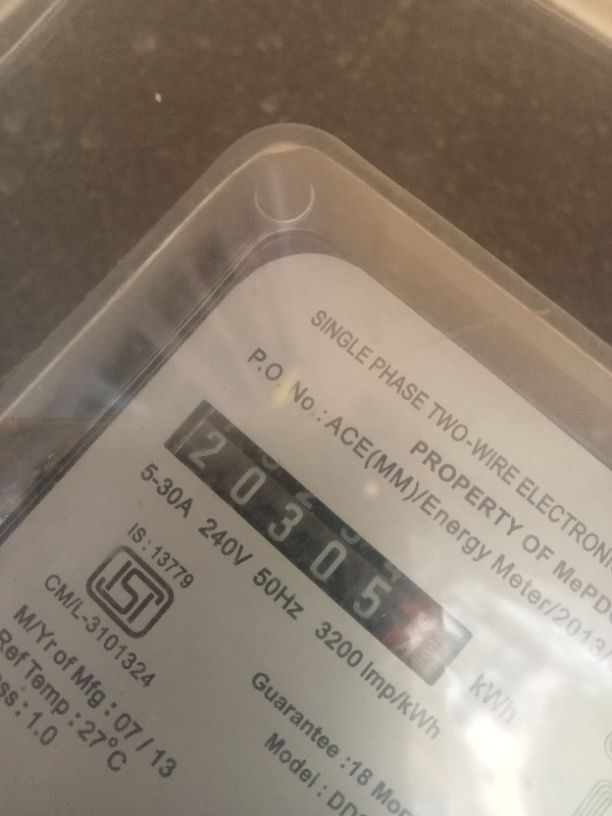 SINGLE PHASE TWO-WIRE ELECTRONI
PROPERTY OF MePD
P.O. No.: ACE(MM)/Energy Meter/2013/
20305
kWh
5-30A 240V 50Hz 3200 Imp/kWh
IS : 13779
ISI
CM/L-3101324
M/Yr of Mfg : 07 / 13
Ref Temp : 27°C
ss : 1.0
Guarantee :18 Mon
Model : DD